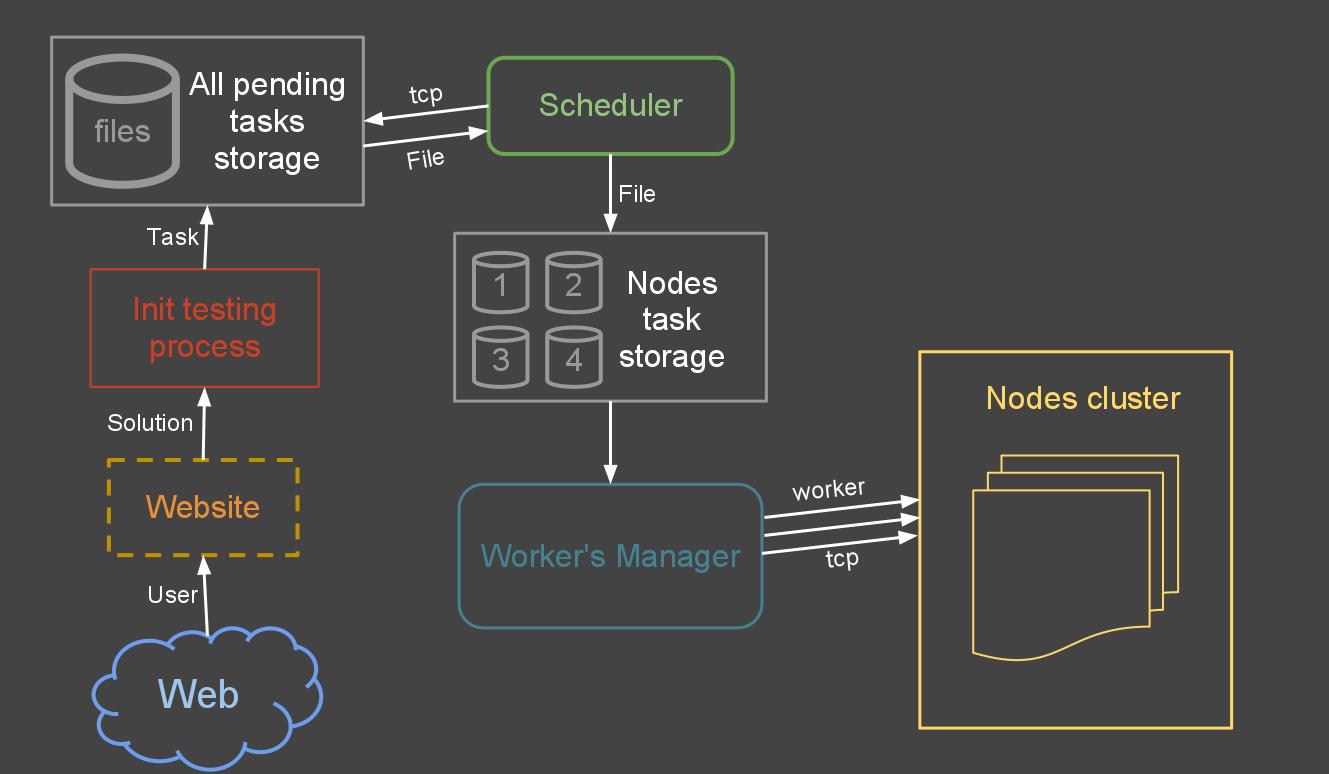 files
All pending
tasks
storage
tcp
File
Scheduler
File
Task
Init testing
process
1
2
3
4
Nodes
task
storage
Solution
Website
User
Web
Worker's Manager
worker
tcp
Nodes cluster